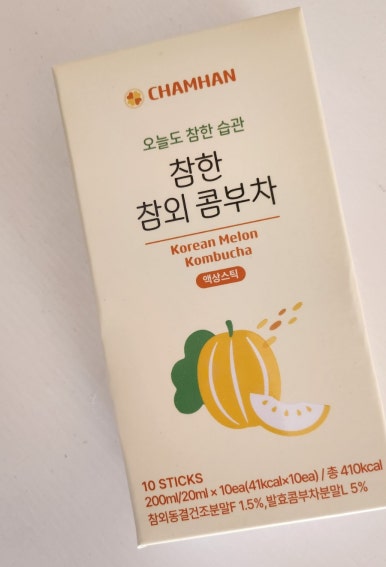 CHAMHAN
오늘도 참한 습관
참한
참외 콤부차
Korean Melon
Kombucha
액상스틱
10 STICKS
200ml/20ml × 10ea(41kcal×10ea) / 총 410kcal
참외동결건조분말F 1.5%,발효콤부차분말L 5%